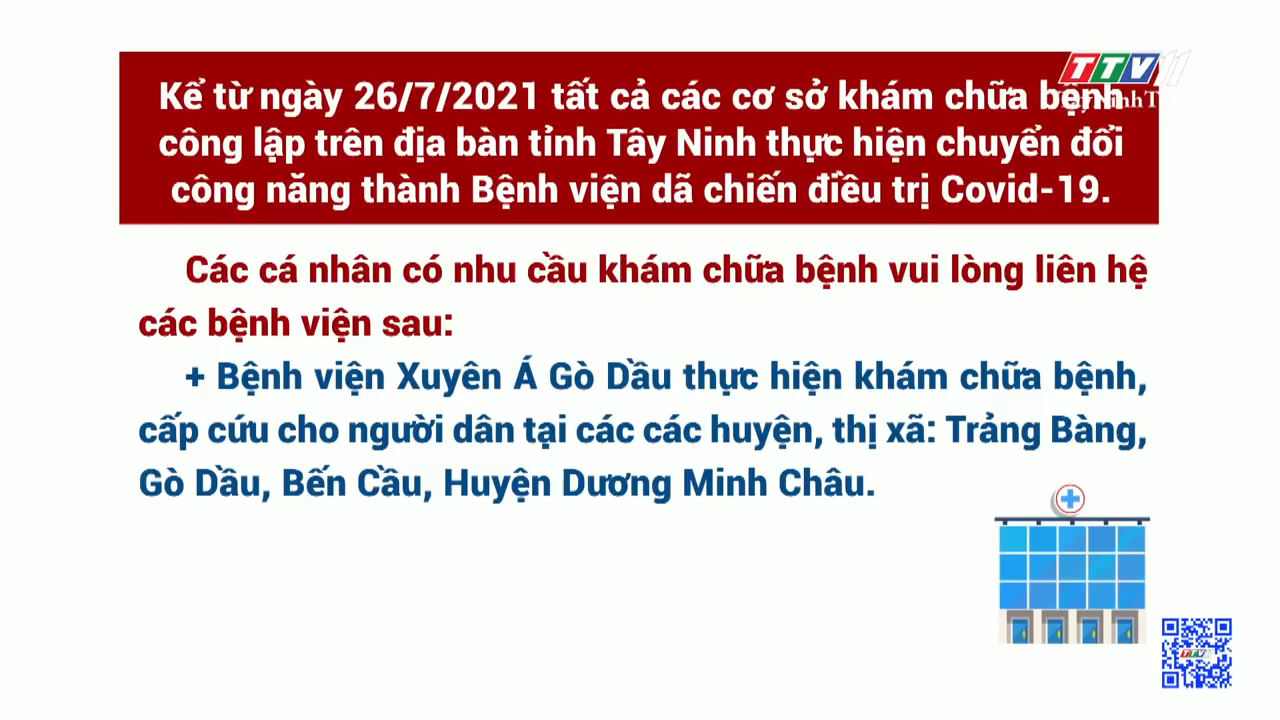 Kể từ ngày 26/7/2021 tất cả các cơ sở khám chữa bệnh
công lập trên địa bàn tỉnh Tây Ninh thực hiện chuyển đổi
công năng thành Bệnh viện dã chiến điều trị Covid-19.
TTV11
Các cá nhân có nhu cầu khám chữa bệnh vui lòng liên hệ
các bệnh viện sau:
+ Bệnh viện Xuyên Á Gò Dầu thực hiện khám chữa bệnh,
cấp cứu cho người dân tại các các huyện, thị xã: Trảng Bàng,
Gò Dầu, Bến Cầu, Huyện Dương Minh Châu.
TTV11